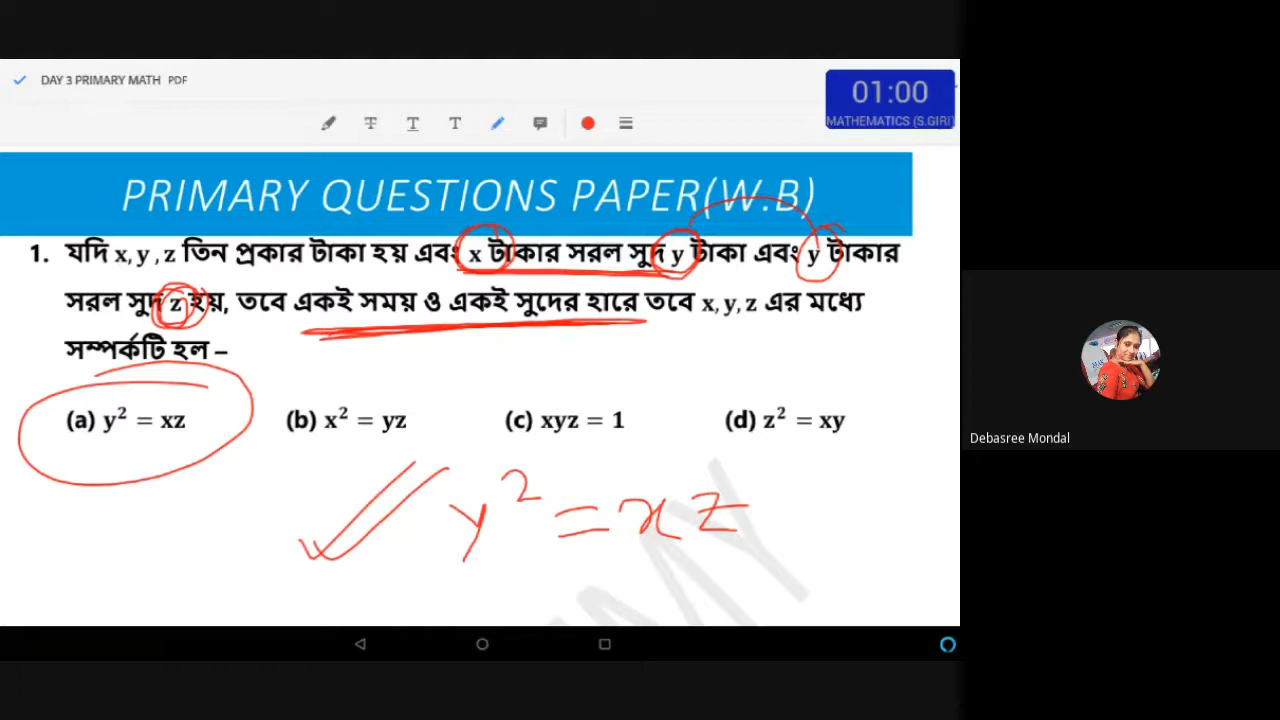 DAY 3 PRIMARY MATH PDF
01:00
MATHEMATICS (S.GIRI)
T T T
PRIMARY QUESTIONS PAPER(W.B)
1. যদি x, y , z তিন প্রকার টাকা হয় এবং x টাকার সরল সুদ y টাকা এবং y টাকার
সরল সুদ z হয়, তবে একই সময় ও একই সুদের হারে তবে x, y, z এর মধ্যে
সম্পর্কটি হল –
(a) y² = xz (b) x² = yz (c) xyz = 1 (d) z² = xy
y² = xz
Debasree Mondal